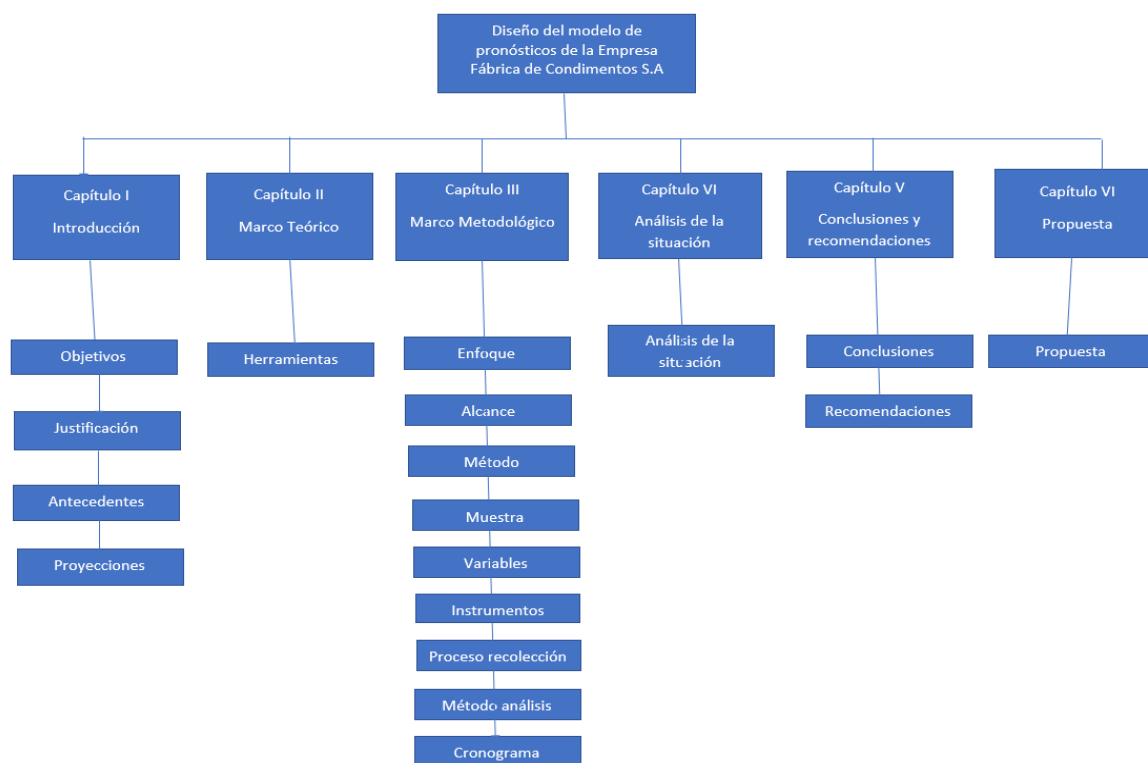 Diseño del modelo de
pronósticos de la Empresa
Fábrica de Condimentos S.A
Capítulo I
Introducción
Objetivos
Justificación
Antecedentes
Proyecciones
Capítulo II
Marco Teórico
Herramientas
Capítulo III
Marco Metodológico
Enfoque
Alcance
Método
Muestra
Variables
Instrumentos
Proceso recolección
Método análisis
Cronograma
Capítulo VI
Análisis de la
situación
Análisis de la
situación
Capítulo V
Conclusiones y
recomendaciones
Conclusiones
Recomendaciones
Capítulo VI
Propuesta
Propuesta